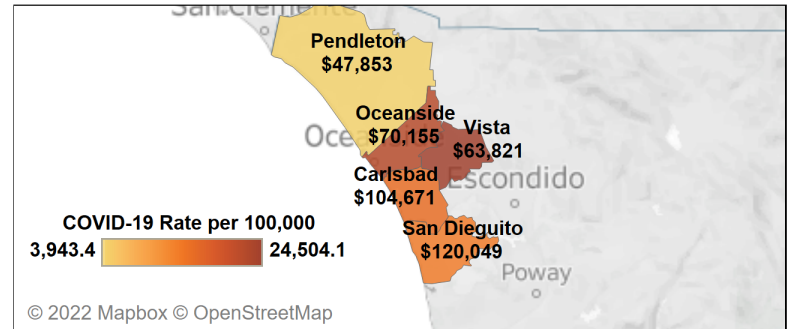 San Clemente
Pendleton
$47,853
Oceanside
Vista
Oceanside
$70,155
$63,821
Carlsbad
$104,671
Escondido
San Dieguito
$120,049
COVID-19 Rate per 100,000
3,943.4
24,504.1
Poway
© 2022 Mapbox © OpenStreetMap